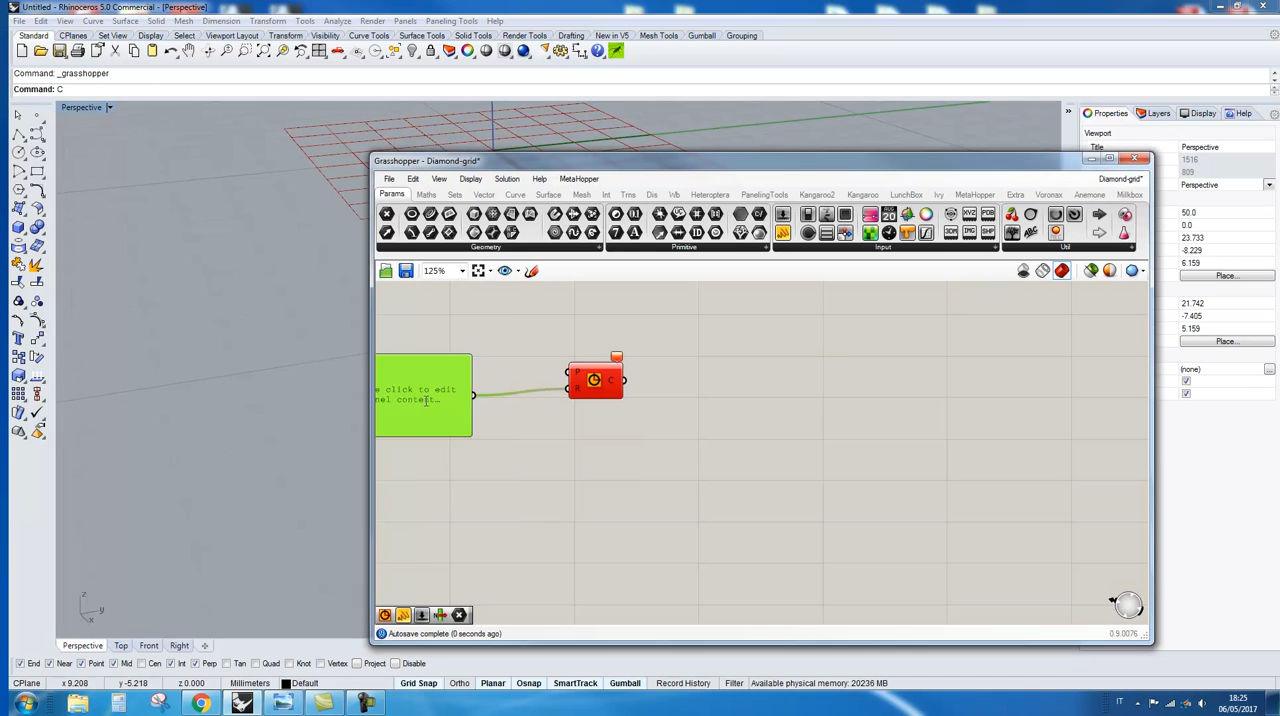 Untitled - Rhinoceros 5.0 Commercial - [Perspective]
File Edit View Curve Surface Solid Mesh Dimension Transform Tools Analyze Render Panels Paneling Tools Help
Standard CPlanes Set View Display Select Viewport Layout Transform Visibility Curve Tools Surface Tools Solid Tools Render Tools Drafting New in V5 Mesh Tools Gumball Grouping
Command: _grasshopper
Command: C
Perspective
Properties Layers Display Help
Viewport
Title Perspective
1516
809
Perspective
50.0
0.0
23.733
-8.229
6.159
Place...
21.742
-7.405
5.159
Place...
(none)
Grasshopper - Diamond-grid*
File Edit View Display Solution Help MetaHopper Diamond-grid*
Params Maths Sets Vector Curve Surface Mesh Int Trns Dis Wb Heteroptera PanelingTools Kangaroo2 Kangaroo LunchBox Ivy MetaHopper Extra Voronax Anemone Milkbox
Geometry Primitive Input Util
125%
e click to edit
nel content…
P
R
C
Autosave complete (0 seconds ago) 0.9.0076
z
y
x
Perspective Top Front Right
End Near Point Mid Cen Int Perp Tan Quad Knot Vertex Project Disable
CPlane x 9.208 y -5.218 z 0.000 Millimeters Default Grid Snap Ortho Planar Osnap SmartTrack Gumball Record History Filter Available physical memory: 20236 MB
IT 18:25
06/05/2017